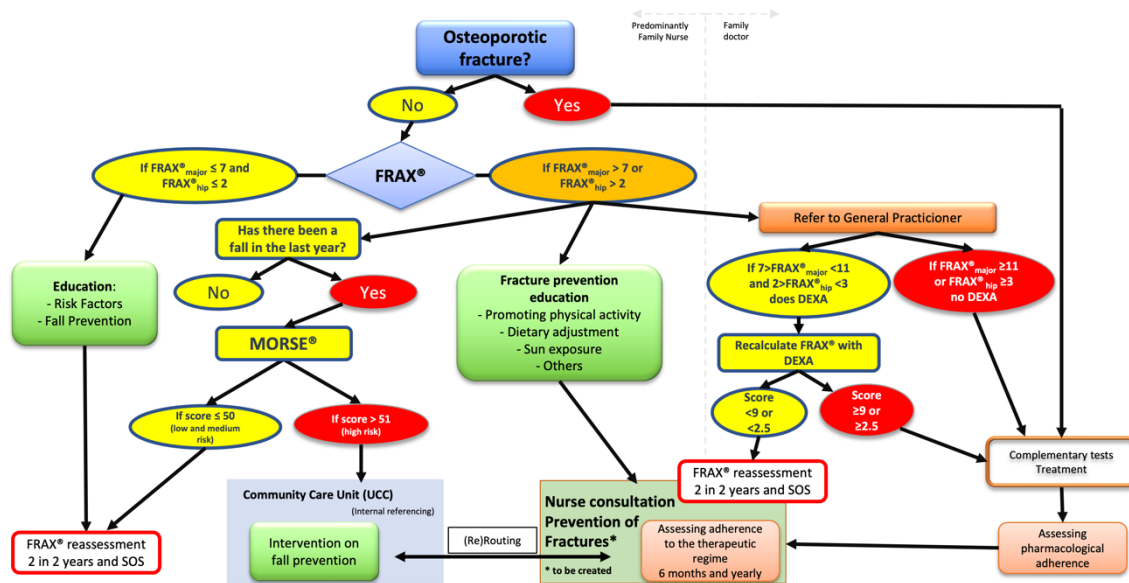 Predominantly
Family Nurse
Family
doctor
Osteoporotic
fracture?
No
Yes
If FRAX®major ≤ 7 and
FRAX®hip ≤ 2
FRAX®
If FRAX®major > 7 or
FRAX®hip > 2
Has there been a
fall in the last year?
Refer to General Practicioner
No
Yes
Education:
- Risk Factors
- Fall Prevention
Fracture prevention
education
- Promoting physical activity
- Dietary adjustment
- Sun exposure
- Others
If 7>FRAX®major <11
and 2>FRAX®hip <3
does DEXA
If FRAX®major ≥11
or FRAX®hip ≥3
no DEXA
MORSE®
Recalculate FRAX® with
DEXA
If score ≤ 50
(low and medium
risk)
If score > 51
(high risk)
Score
<9 or
<2.5
Score
≥9 or
≥2.5
Complementary tests
Treatment
FRAX® reassessment
2 in 2 years and SOS
Community Care Unit (UCC)
(Internal referencing)
Intervention on
fall prevention
(Re)Routing
Nurse consultation
Prevention of
Fractures*
* to be created
Assessing adherence
to the therapeutic
regime
6 months and yearly
Assessing
pharmacological
adherence
FRAX® reassessment
2 in 2 years and SOS